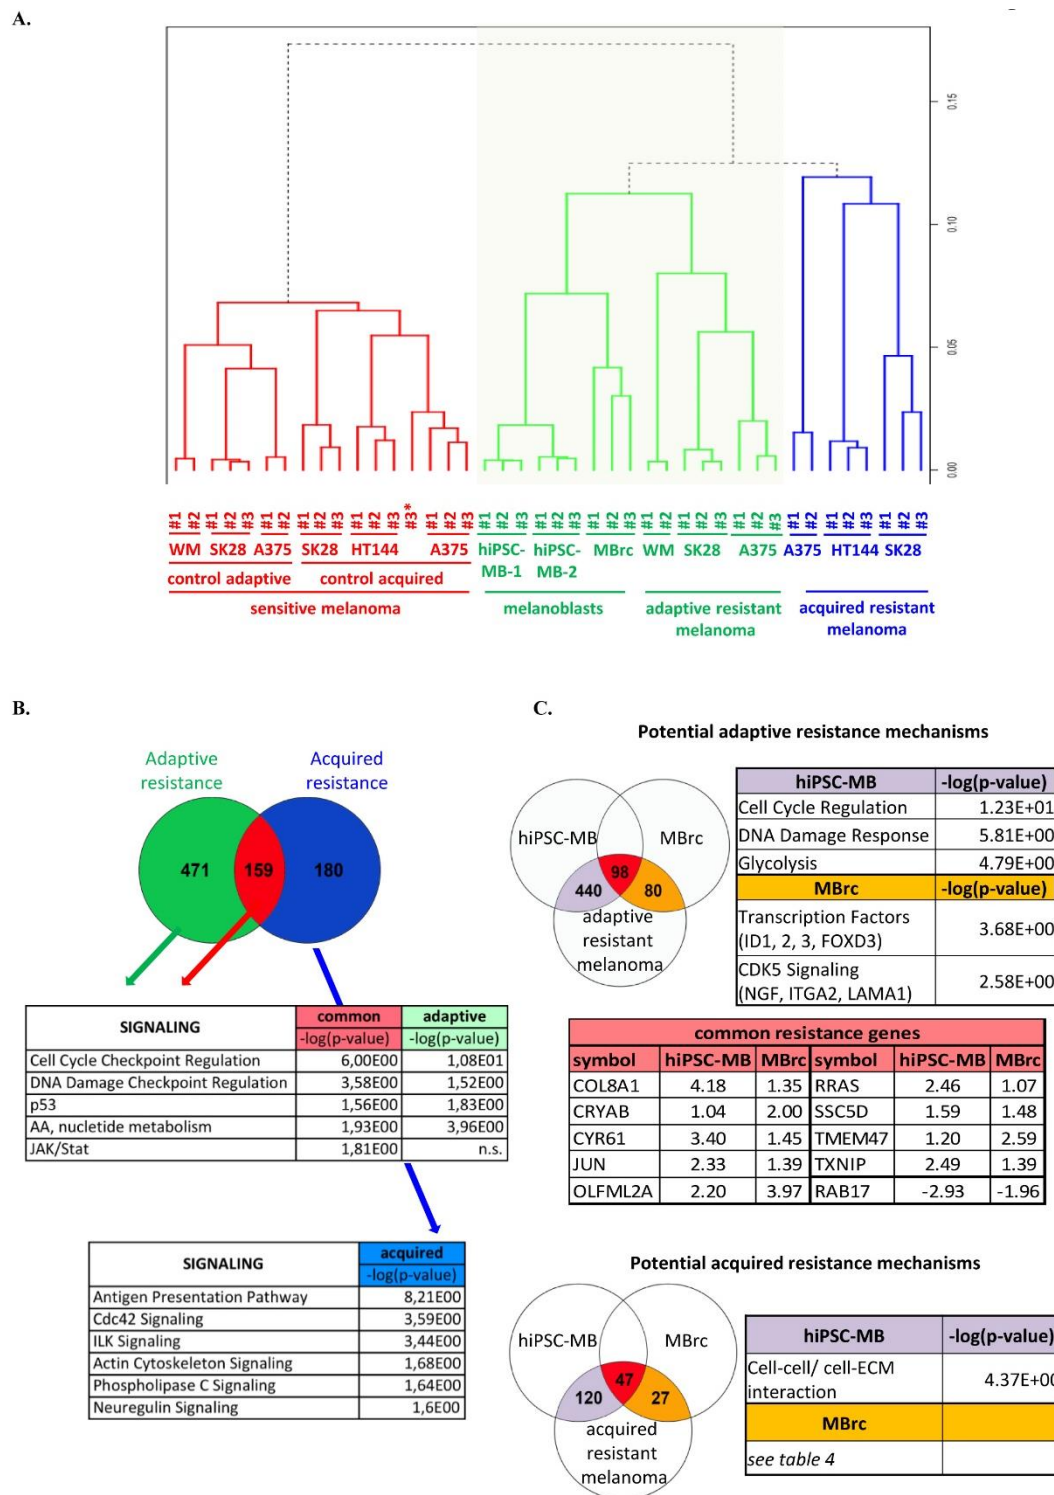 A.
0.15
0.10
0.05
0.00
#1 #2 #1 #2 #3 #1 #2 #1 #2 #3 #1 #2 #3 #3* #1 #2 #3 #1 #2 #3 #1 #2 #3 #1 #2 #3 #1 #2 #1 #2 #3 #1 #2 #3 #1 #2 #1 #2 #3 #1 #2 #3
WM SK28 A375 SK28 HT144 A375 hiPSC-MB-1 hiPSC-MB-2 MBrc WM SK28 A375 A375 HT144 SK28
control adaptive control acquired
sensitive melanoma melanoblasts adaptive resistant melanoma acquired resistant melanoma
B.
Adaptive resistance
Acquired resistance
471 159 180
SIGNALING common adaptive
-log(p-value) -log(p-value)
Cell Cycle Checkpoint Regulation 6,00E00 1,08E01
DNA Damage Checkpoint Regulation 3,58E00 1,52E00
p53 1,56E00 1,83E00
AA, nucletide metabolism 1,93E00 3,96E00
JAK/Stat 1,81E00 n.s.
SIGNALING acquired
-log(p-value)
Antigen Presentation Pathway 8,21E00
Cdc42 Signaling 3,59E00
ILK Signaling 3,44E00
Actin Cytoskeleton Signaling 1,68E00
Phospholipase C Signaling 1,64E00
Neuregulin Signaling 1,6E00
C.
Potential adaptive resistance mechanisms
hiPSC-MB MBrc
98
440 80
adaptive
resistant
melanoma
hiPSC-MB -log(p-value)
Cell Cycle Regulation 1.23E+01
DNA Damage Response 5.81E+00
Glycolysis 4.79E+00
MBrc -log(p-value)
Transcription Factors
(ID1, 2, 3, FOXD3) 3.68E+00
CDK5 Signaling
(NGF, ITGA2, LAMA1) 2.58E+00
common resistance genes
symbol hiPSC-MB MBrc symbol hiPSC-MB MBrc
COL8A1 4.18 1.35 RRAS 2.46 1.07
CRYAB 1.04 2.00 SSC5D 1.59 1.48
CYR61 3.40 1.45 TMEM47 1.20 2.59
JUN 2.33 1.39 TXNIP 2.49 1.39
OLFML2A 2.20 3.97 RAB17 -2.93 -1.96
Potential acquired resistance mechanisms
hiPSC-MB MBrc
47
120 27
acquired
resistant
melanoma
hiPSC-MB -log(p-value)
Cell-cell/ cell-ECM
interaction 4.37E+00
MBrc
see table 4